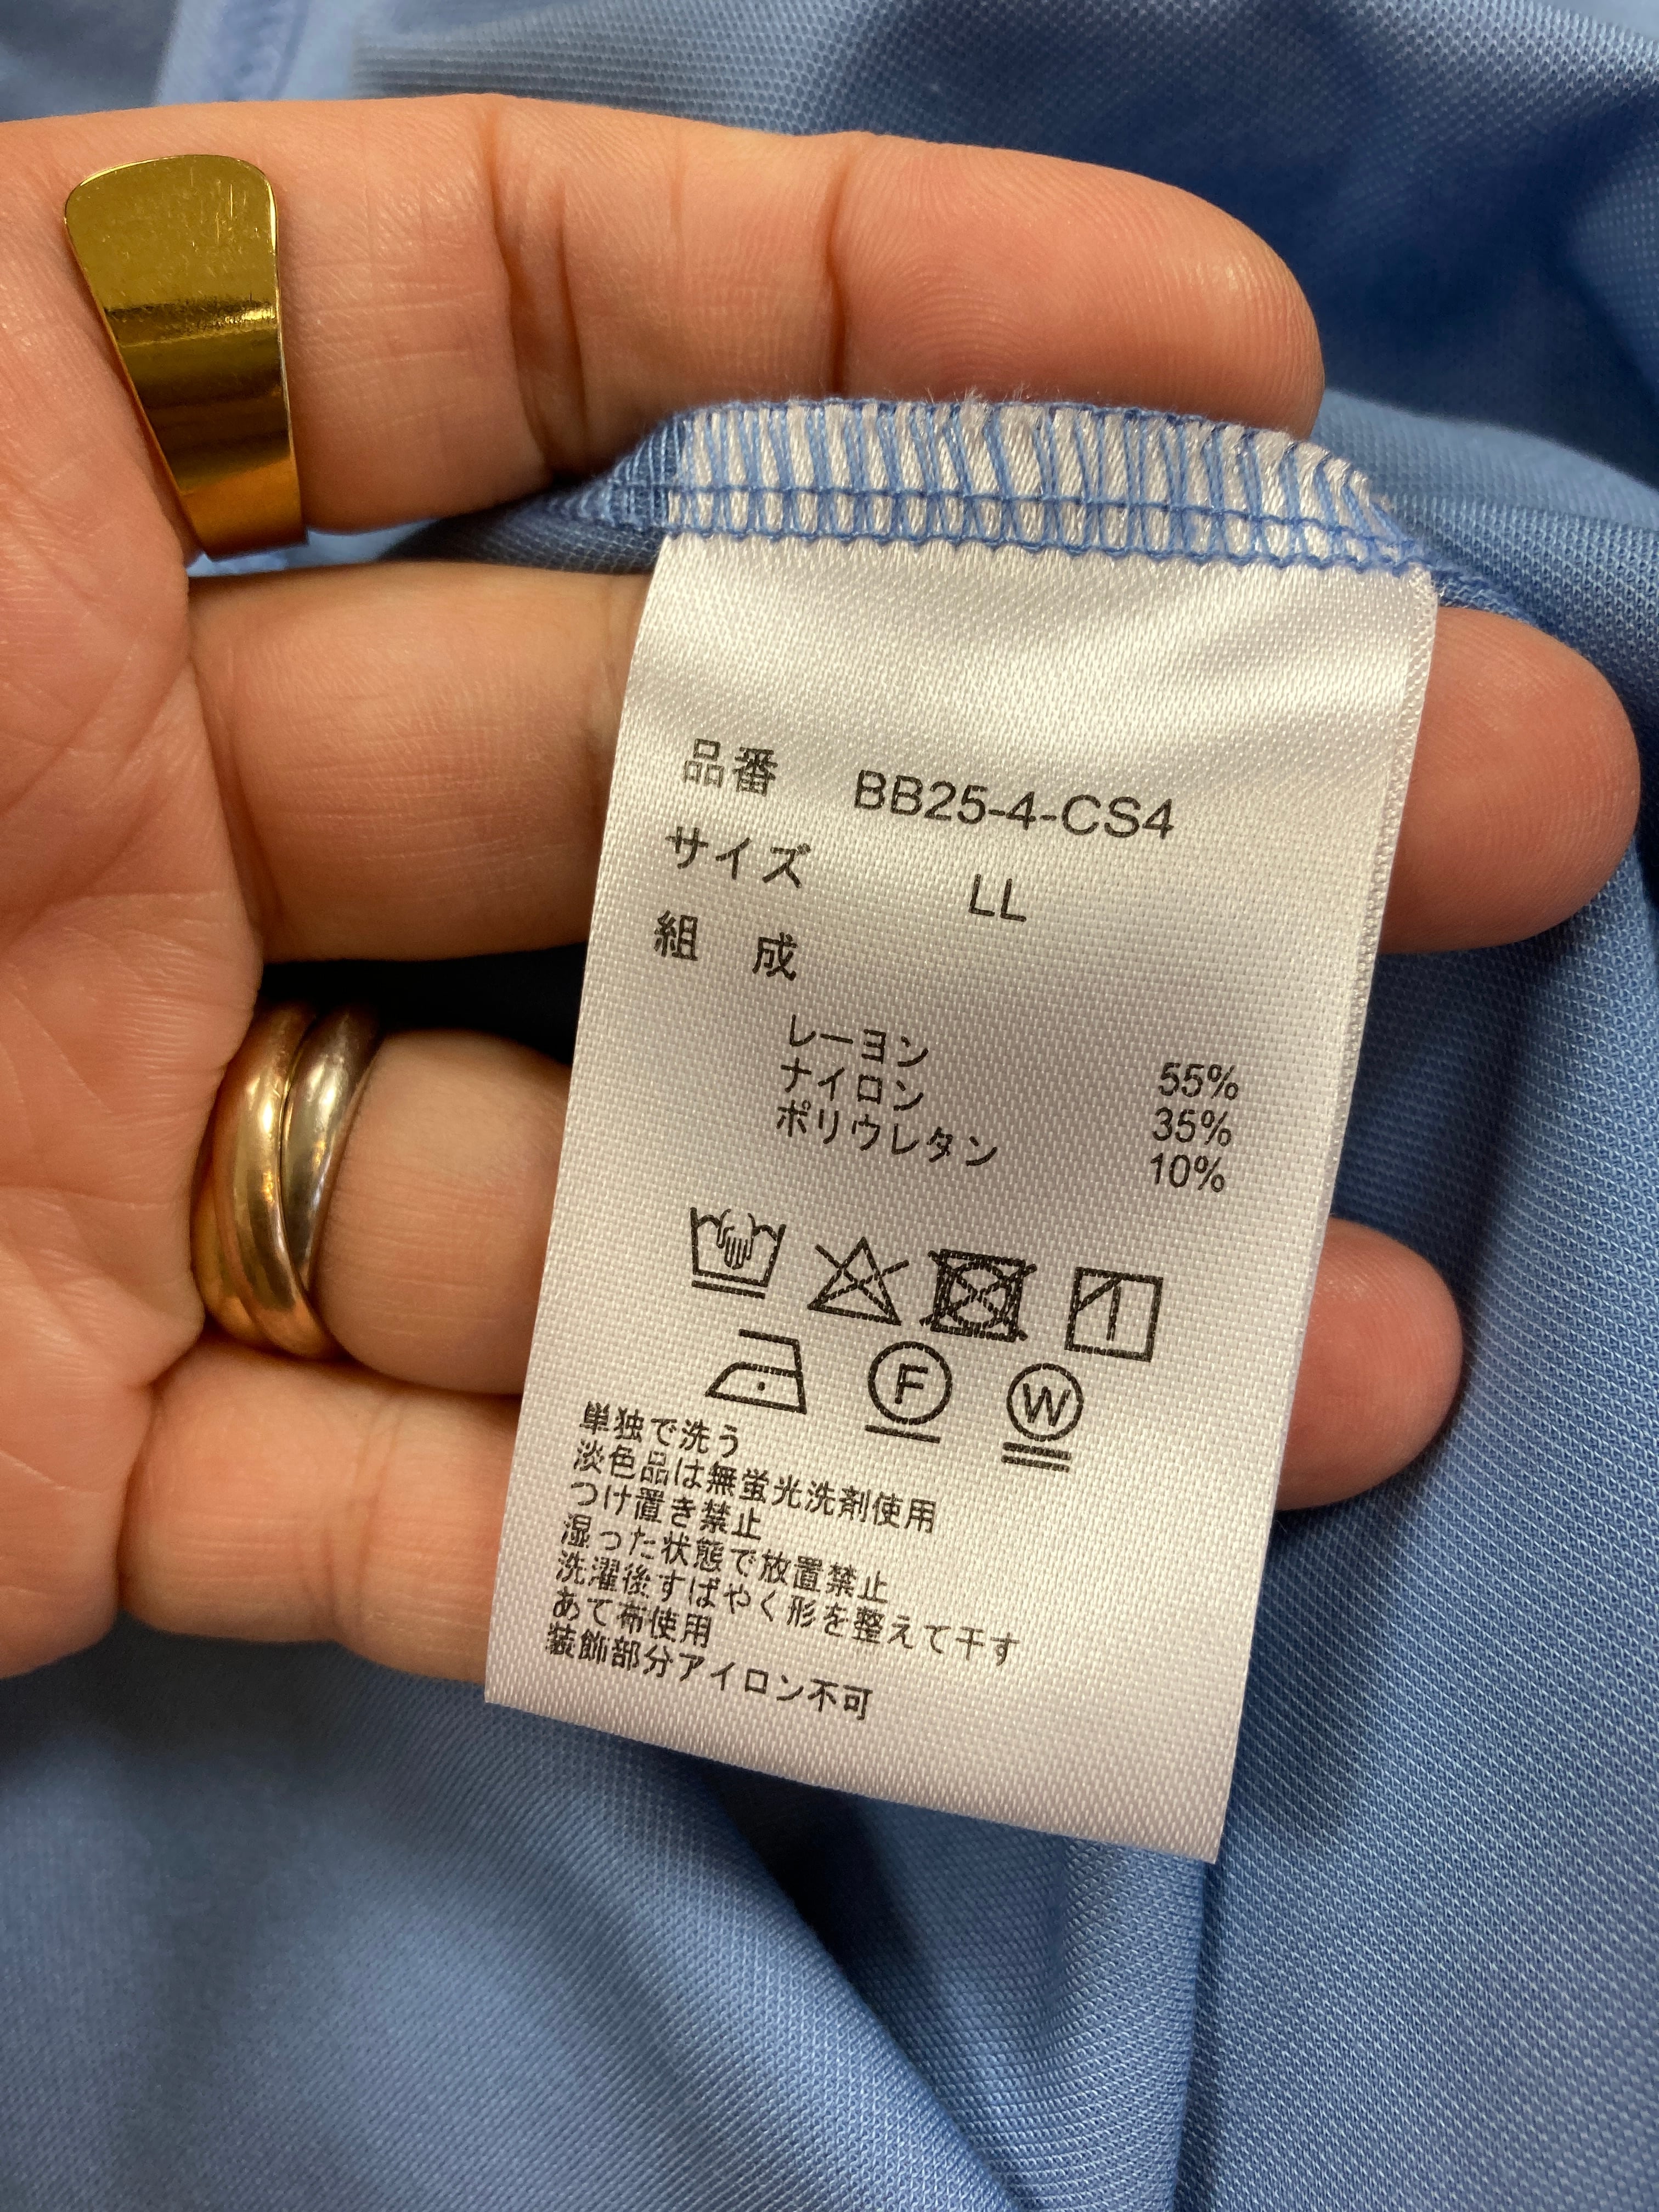 品番 BB25-4-CS4
サイズ LL
組成
レーヨン 55%
ナイロン 35%
ポリウレタン 10%
F W
単独で洗う
淡色品は無蛍光洗剤使用
つけ置き禁止
湿った状態で放置禁止
洗濯後すばやく形を整えて干す
あて布使用
装飾部分アイロン不可